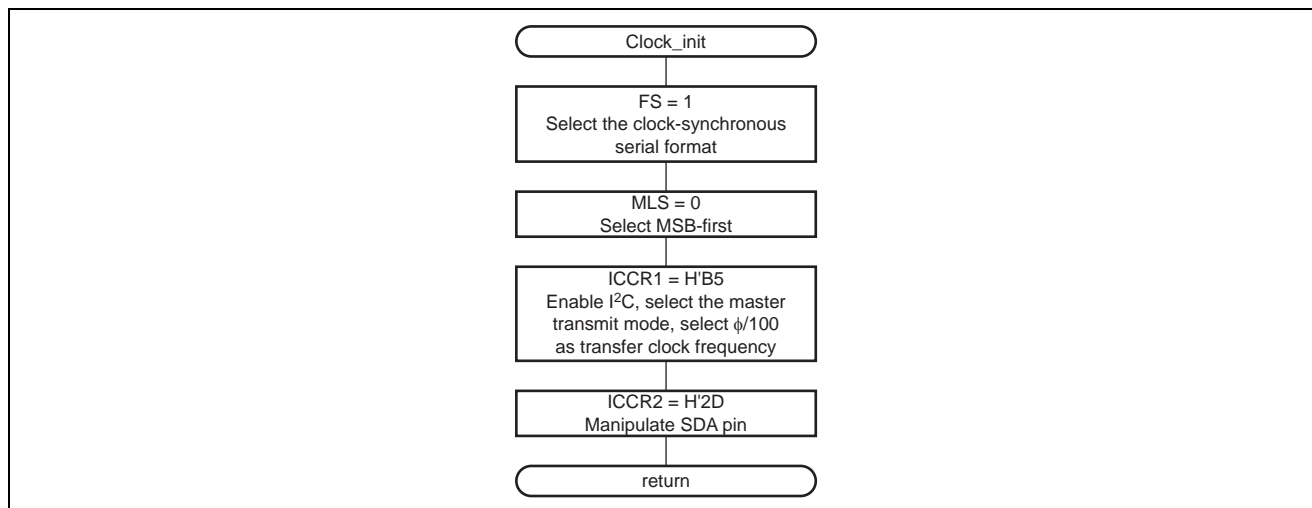 Clock_init
FS = 1
Select the clock-synchronous
serial format
MLS = 0
Select MSB-first
ICCR1 = H'B5
Enable I²C, select the master
transmit mode, select ϕ/100
as transfer clock frequency
ICCR2 = H'2D
Manipulate SDA pin
return